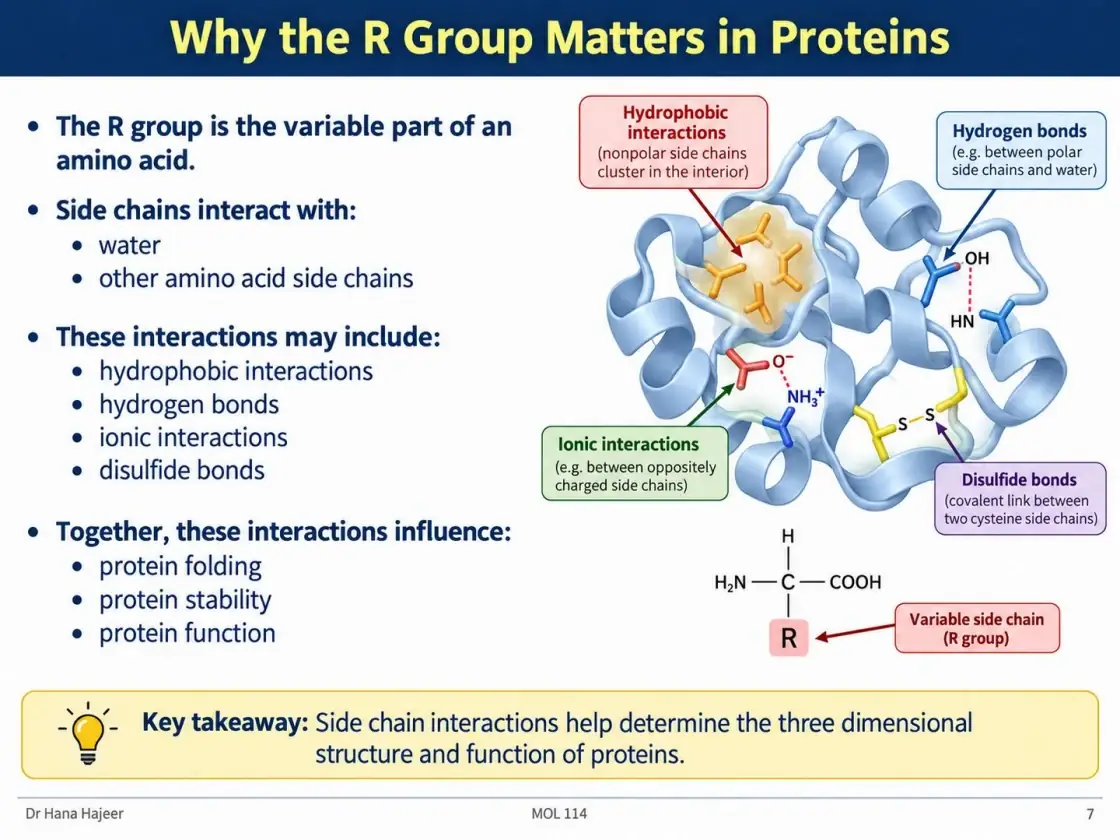 Why the R Group Matters in Proteins
• The R group is the variable part of an
amino acid.
• Side chains interact with:
• water
• other amino acid side chains
• These interactions may include:
• hydrophobic interactions
• hydrogen bonds
• ionic interactions
• disulfide bonds
• Together, these interactions influence:
• protein folding
• protein stability
• protein function
Hydrophobic
interactions
(nonpolar side chains
cluster in the interior)
Hydrogen bonds
(e.g. between polar
side chains and water)
OH
HN
O⁻
NH₃⁺
Ionic interactions
(e.g. between oppositely
charged side chains)
S
S
Disulfide bonds
(covalent link between
two cysteine side chains)
H
H₂N — C — COOH
R
Variable side chain
(R group)
Key takeaway: Side chain interactions help determine the three dimensional
structure and function of proteins.
Dr Hana Hajeer
MOL 114
7